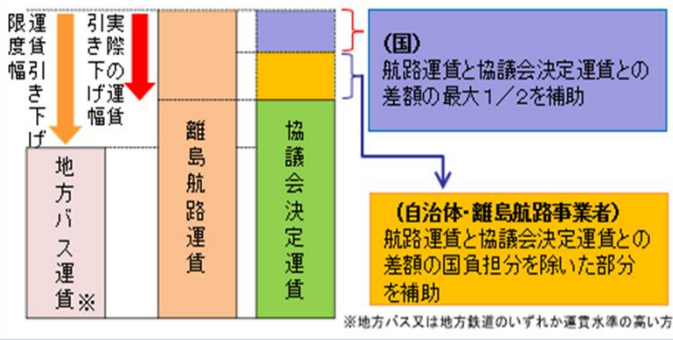 運賃引き下げ
限度幅
実際の運賃
引き下げ幅
地方バス運賃※
離島航路運賃
協議会決定運賃
(国)
航路運賃と協議会決定運賃との
差額の最大1/2を補助
(自治体・離島航路事業者)
航路運賃と協議会決定運賃との
差額の国負担分を除いた部分
を補助
※地方バス又は地方鉄道のいずれか運賃水準の高い方